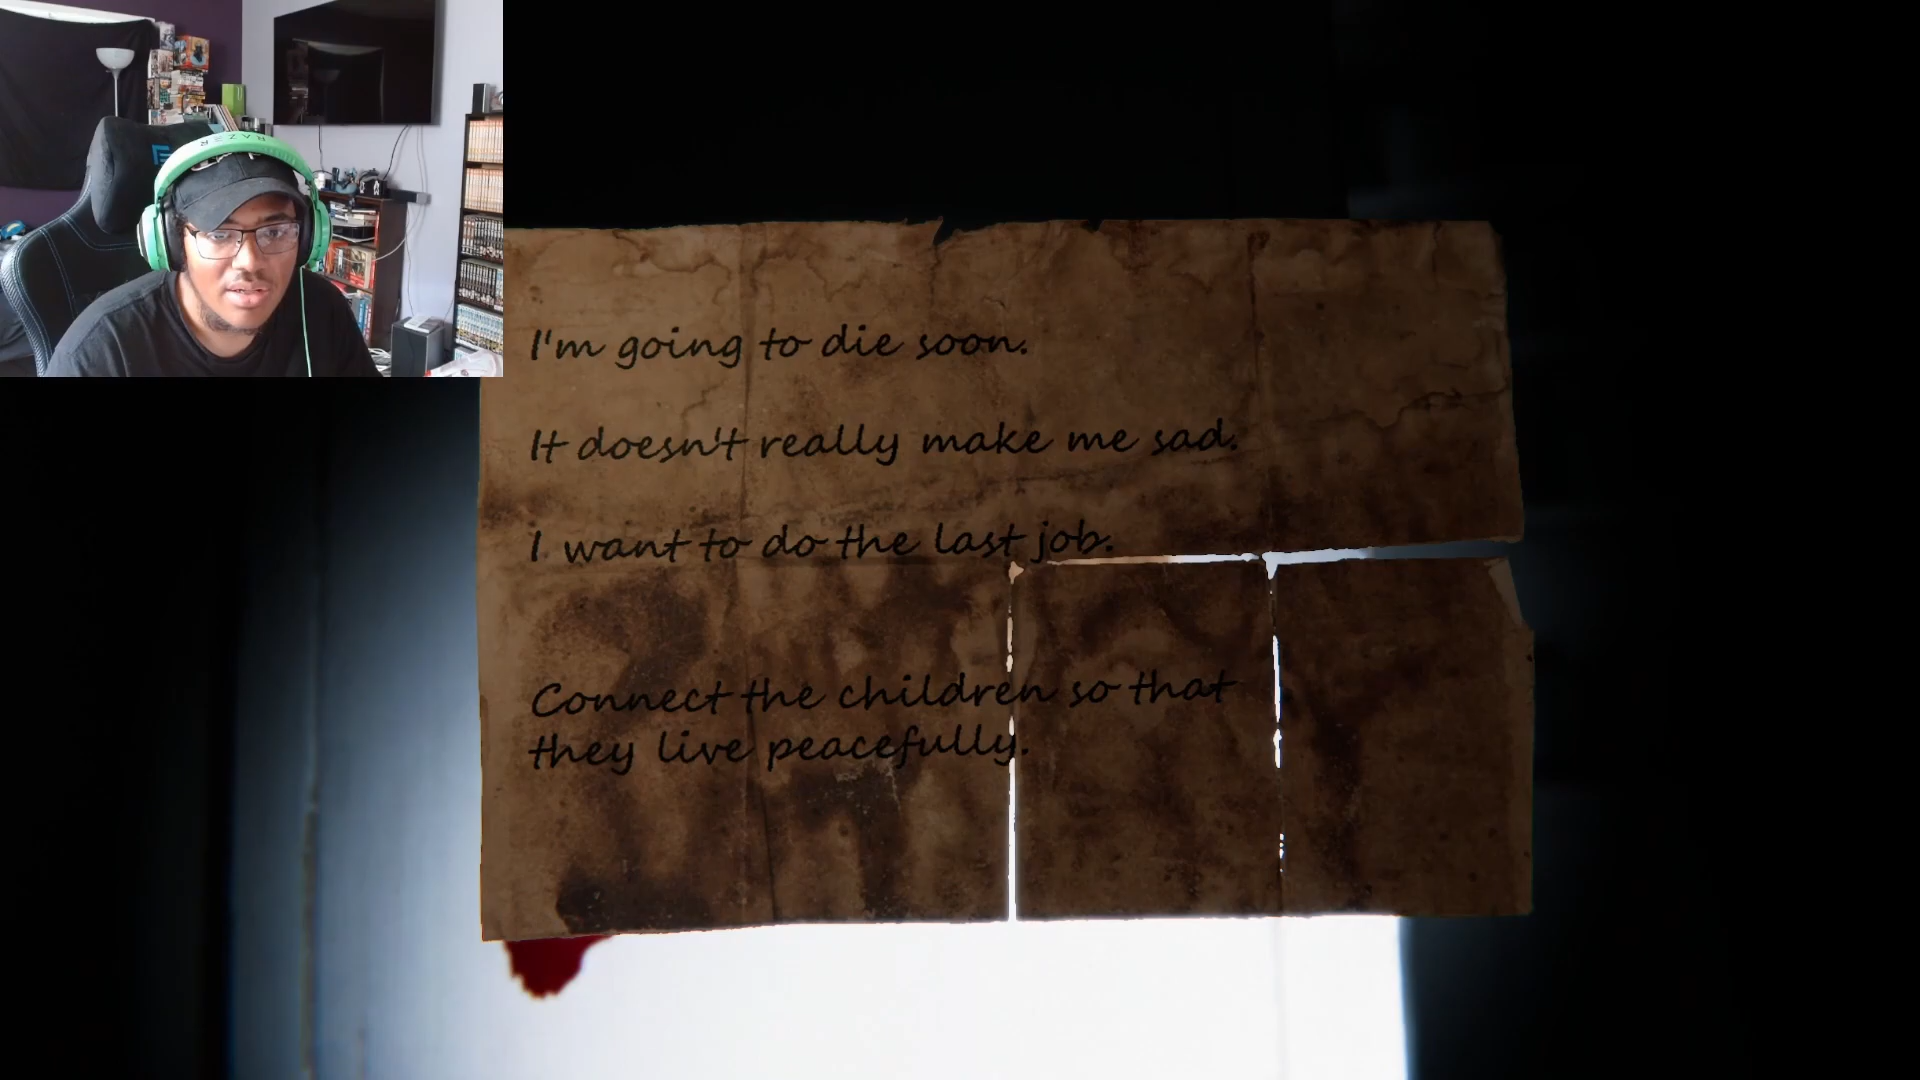 RAZER
I'm going to die soon.
It doesn't really make me sad.
I want to do the last job.
Connect the children so that
they live peacefully.